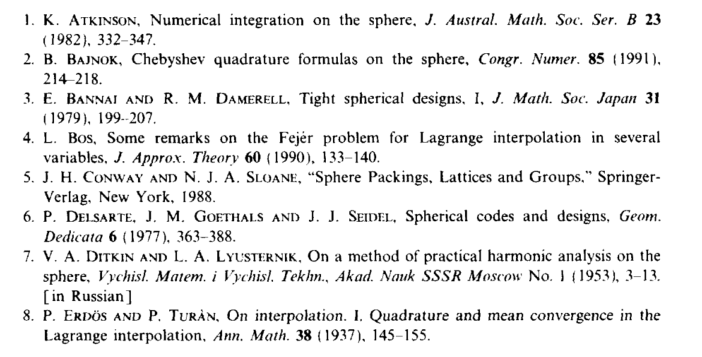 1. K. ATKINSON, Numerical integration on the sphere, J. Austral. Math. Soc. Ser. B 23
(1982), 332–347.
2. B. BAJNOK, Chebyshev quadrature formulas on the sphere, Congr. Numer. 85 (1991),
214–218.
3. E. BANNAI AND R. M. DAMERELL, Tight spherical designs, I, J. Math. Soc. Japan 31
(1979), 199–207.
4. L. BOS, Some remarks on the Fejér problem for Lagrange interpolation in several
variables, J. Approx. Theory 60 (1990), 133–140.
5. J. H. CONWAY AND N. J. A. SLOANE, “Sphere Packings, Lattices and Groups,” Springer-
Verlag, New York, 1988.
6. P. DELSARTE, J. M. GOETHALS AND J. J. SEIDEL, Spherical codes and designs, Geom.
Dedicata 6 (1977), 363–388.
7. V. A. DITKIN AND L. A. LYUSTERNIK, On a method of practical harmonic analysis on the
sphere, Vychisl. Matem. i Vychisl. Tekhn., Akad. Nauk SSSR Moscow No. 1 (1953), 3–13.
[in Russian]
8. P. ERDÖS AND P. TURÀN, On interpolation. I. Quadrature and mean convergence in the
Lagrange interpolation, Ann. Math. 38 (1937), 145–155.